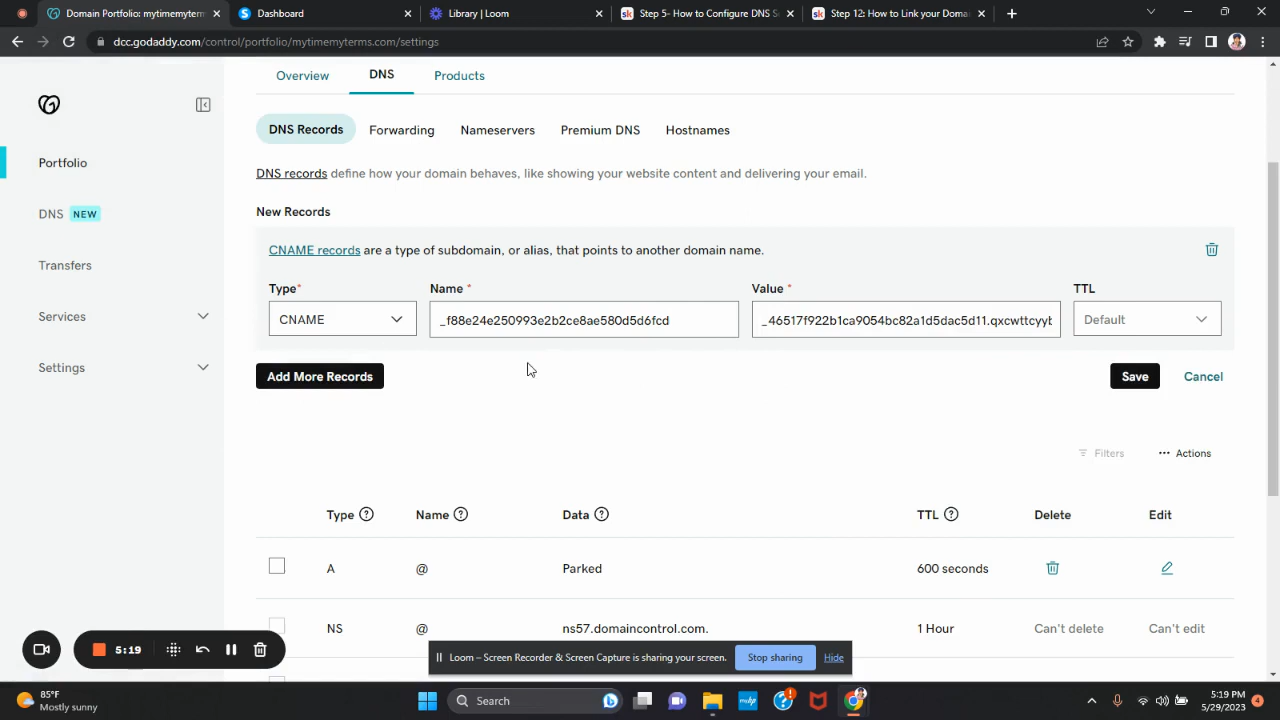 Domain Portfolio: mytimemyterms
Dashboard
Library | Loom
Step 5- How to Configure DNS S
Step 12: How to Link your Doma
dcc.godaddy.com/control/portfolio/mytimemyterms.com/settings
Overview
DNS
Products
DNS Records
Forwarding
Nameservers
Premium DNS
Hostnames
Portfolio
DNS NEW
Transfers
Services
Settings
DNS records define how your domain behaves, like showing your website content and delivering your email.
New Records
CNAME records are a type of subdomain, or alias, that points to another domain name.
Type* Name * Value * TTL
CNAME _f88e24e250993e2b2ce8ae580d5d6fcd _46517f922b1ca9054bc82a1d5dac5d11.qxcwttcyyt Default
Add More Records Save Cancel
Filters Actions
Type Name Data TTL Delete Edit
A @ Parked 600 seconds
NS @ ns57.domaincontrol.com. 1 Hour Can't delete Can't edit
5:19
Loom – Screen Recorder & Screen Capture is sharing your screen. Stop sharing Hide
85°F
Mostly sunny
Search
5:19 PM
5/29/2023
4